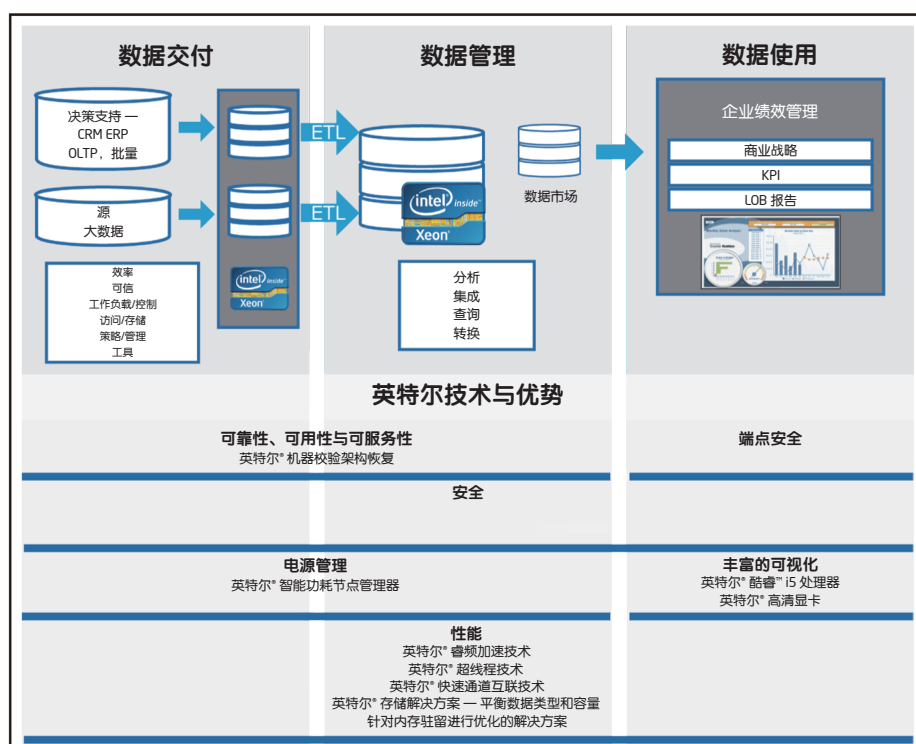 数据交付
数据管理
数据使用
决策支持 —
CRM ERP
OLTP，批量
源
大数据
效率
可信
工作负载/控制
访问/存储
策略/管理
工具
intel inside™
Xeon®
ETL
ETL
intel inside™
Xeon®
分析
集成
查询
转换
数据市场
企业绩效管理
商业战略
KPI
LOB 报告
英特尔技术与优势
可靠性、可用性与可服务性
英特尔® 机器校验架构恢复
端点安全
安全
电源管理
英特尔® 智能功耗节点管理器
丰富的可视化
英特尔® 酷睿™ i5 处理器
英特尔® 高清显卡
性能
英特尔® 睿频加速技术
英特尔® 超线程技术
英特尔® 快速通道互联技术
英特尔® 存储解决方案 — 平衡数据类型和容量
针对内存驻留进行优化的解决方案